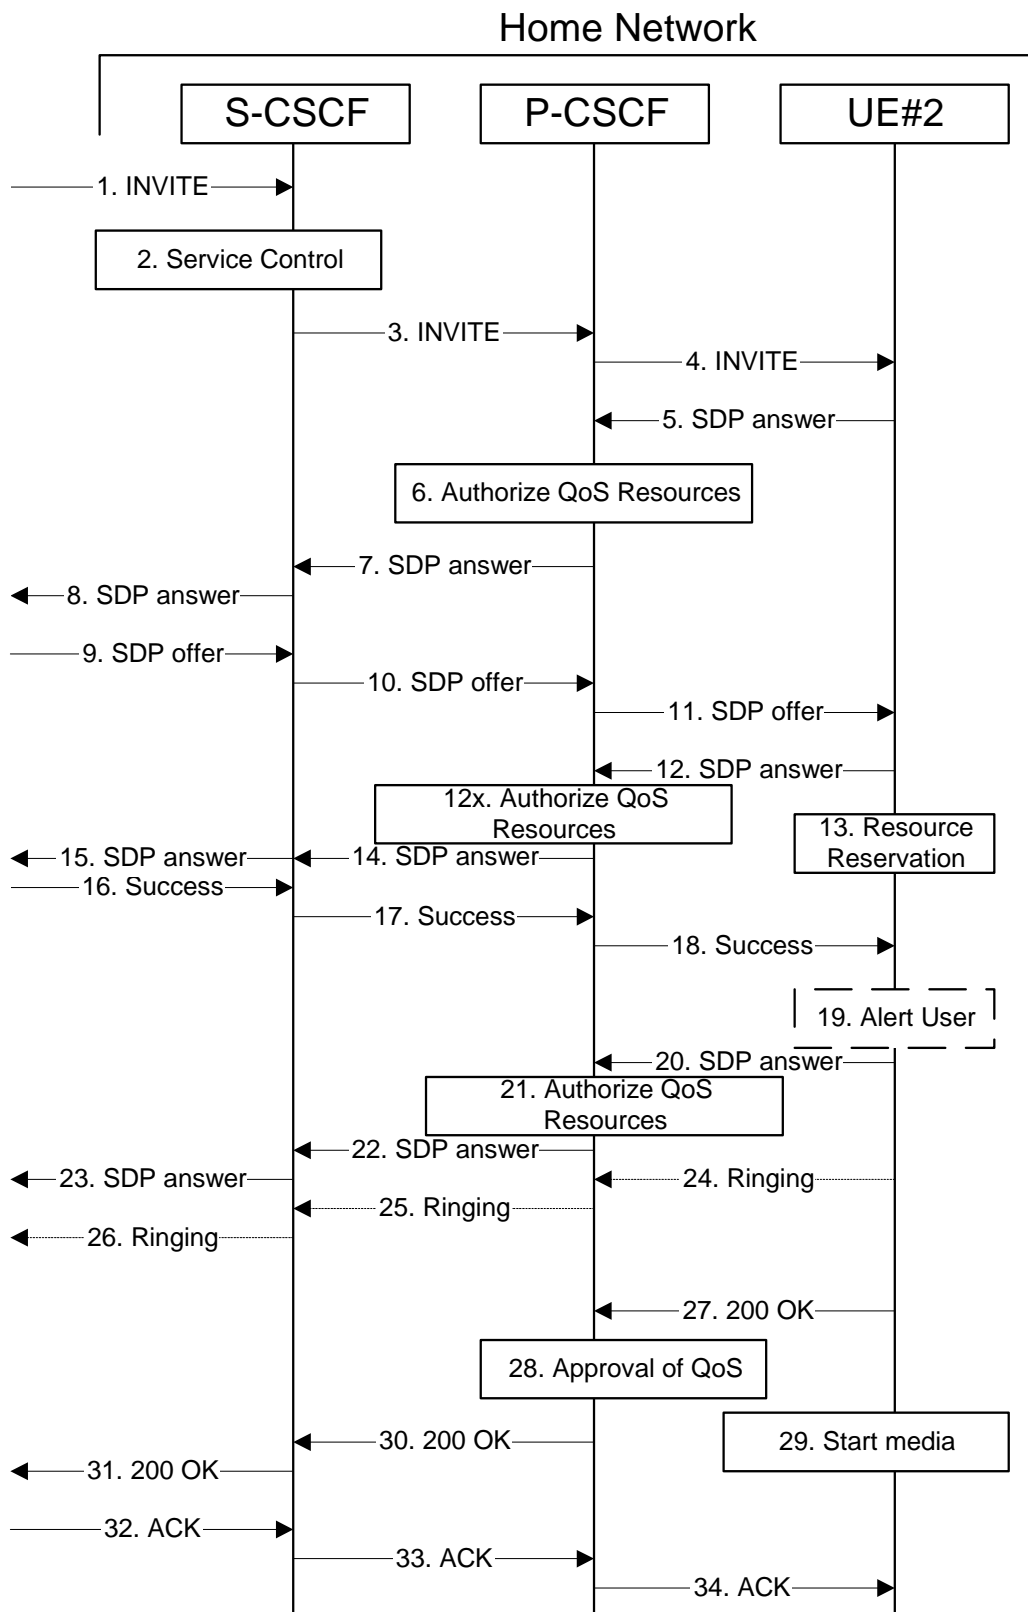 Home Network
S-CSCF
P-CSCF
UE#2
1. INVITE
2. Service Control
3. INVITE
4. INVITE
5. SDP answer
6. Authorize QoS Resources
7. SDP answer
8. SDP answer
9. SDP offer
10. SDP offer
11. SDP offer
12. SDP answer
12x. Authorize QoS
Resources
13. Resource
Reservation
14. SDP answer
15. SDP answer
16. Success
17. Success
18. Success
19. Alert User
20. SDP answer
21. Authorize QoS
Resources
22. SDP answer
23. SDP answer
24. Ringing
25. Ringing
26. Ringing
27. 200 OK
28. Approval of QoS
29. Start media
30. 200 OK
31. 200 OK
32. ACK
33. ACK
34. ACK